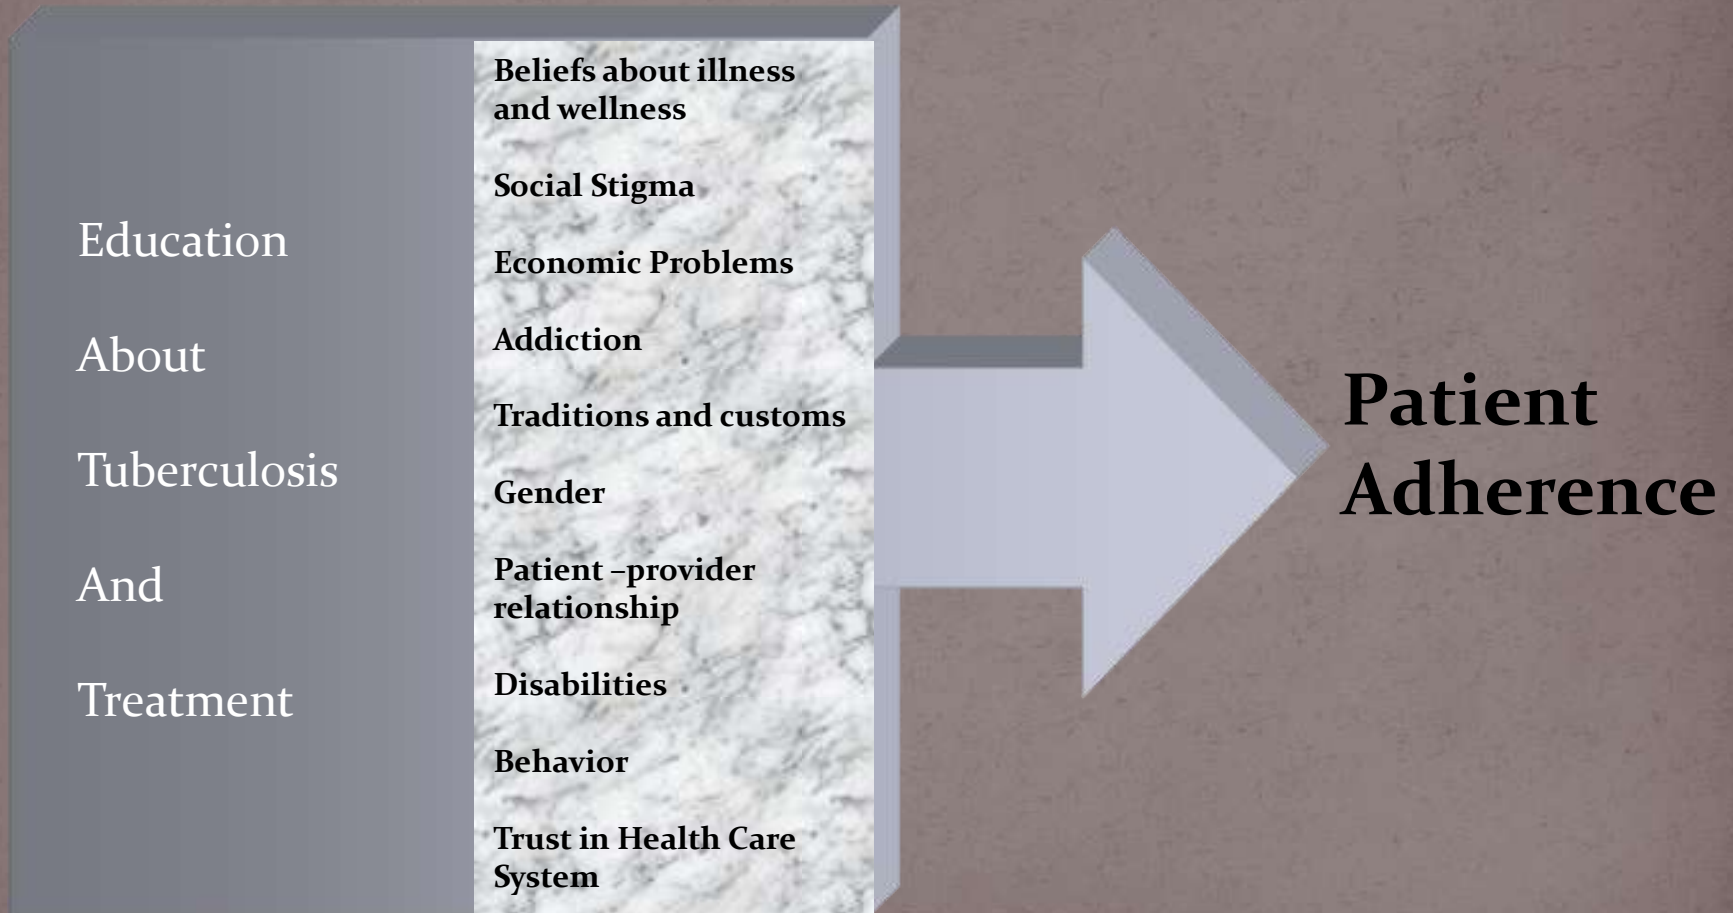 Education
About
Tuberculosis
And
Treatment
Beliefs about illness
and wellness
Social Stigma
Economic Problems
Addiction
Traditions and customs
Gender
Patient –provider
relationship
Disabilities
Behavior
Trust in Health Care
System
Patient
Adherence